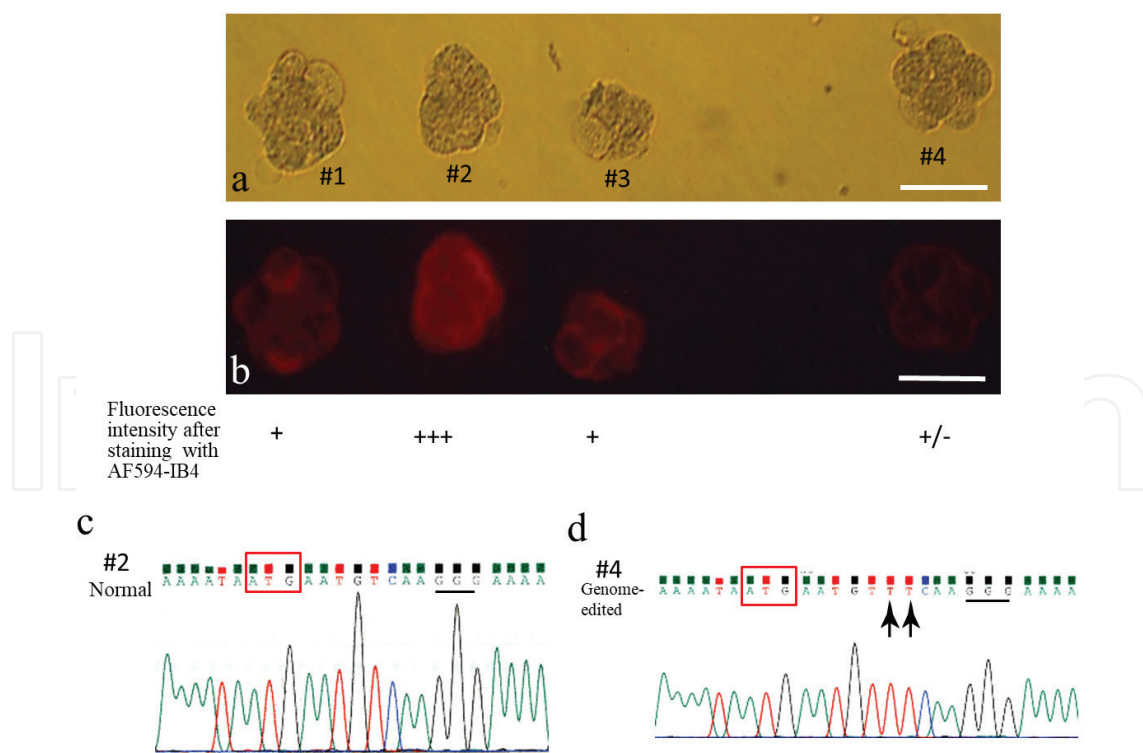 a
#1
#2
#3
#4
b
Fluorescence
intensity after
staining with
AF594-IB4
+
+++
+
+/-
c
#2
Normal
AAAATAATGAATGTCAAGGGAAAA
d
#4
Genome-
edited
AAAATAATGAATGTTTCAAGGGAAAA